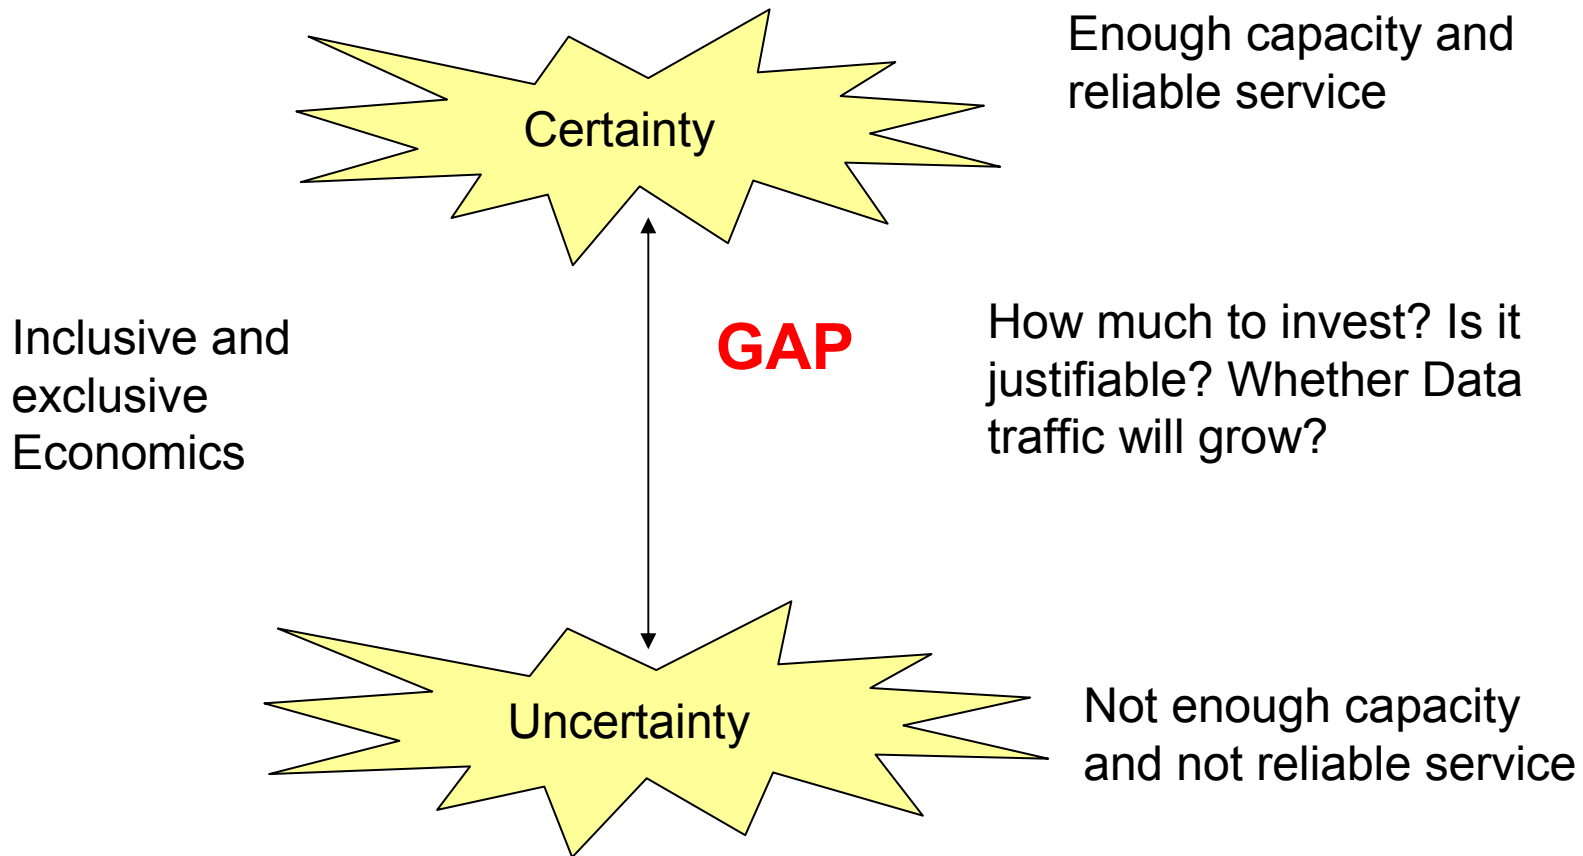 Enough capacity and
reliable service
Certainty
Inclusive and
exclusive
Economics
GAP
How much to invest? Is it
justifiable? Whether Data
traffic will grow?
Uncertainty
Not enough capacity
and not reliable service